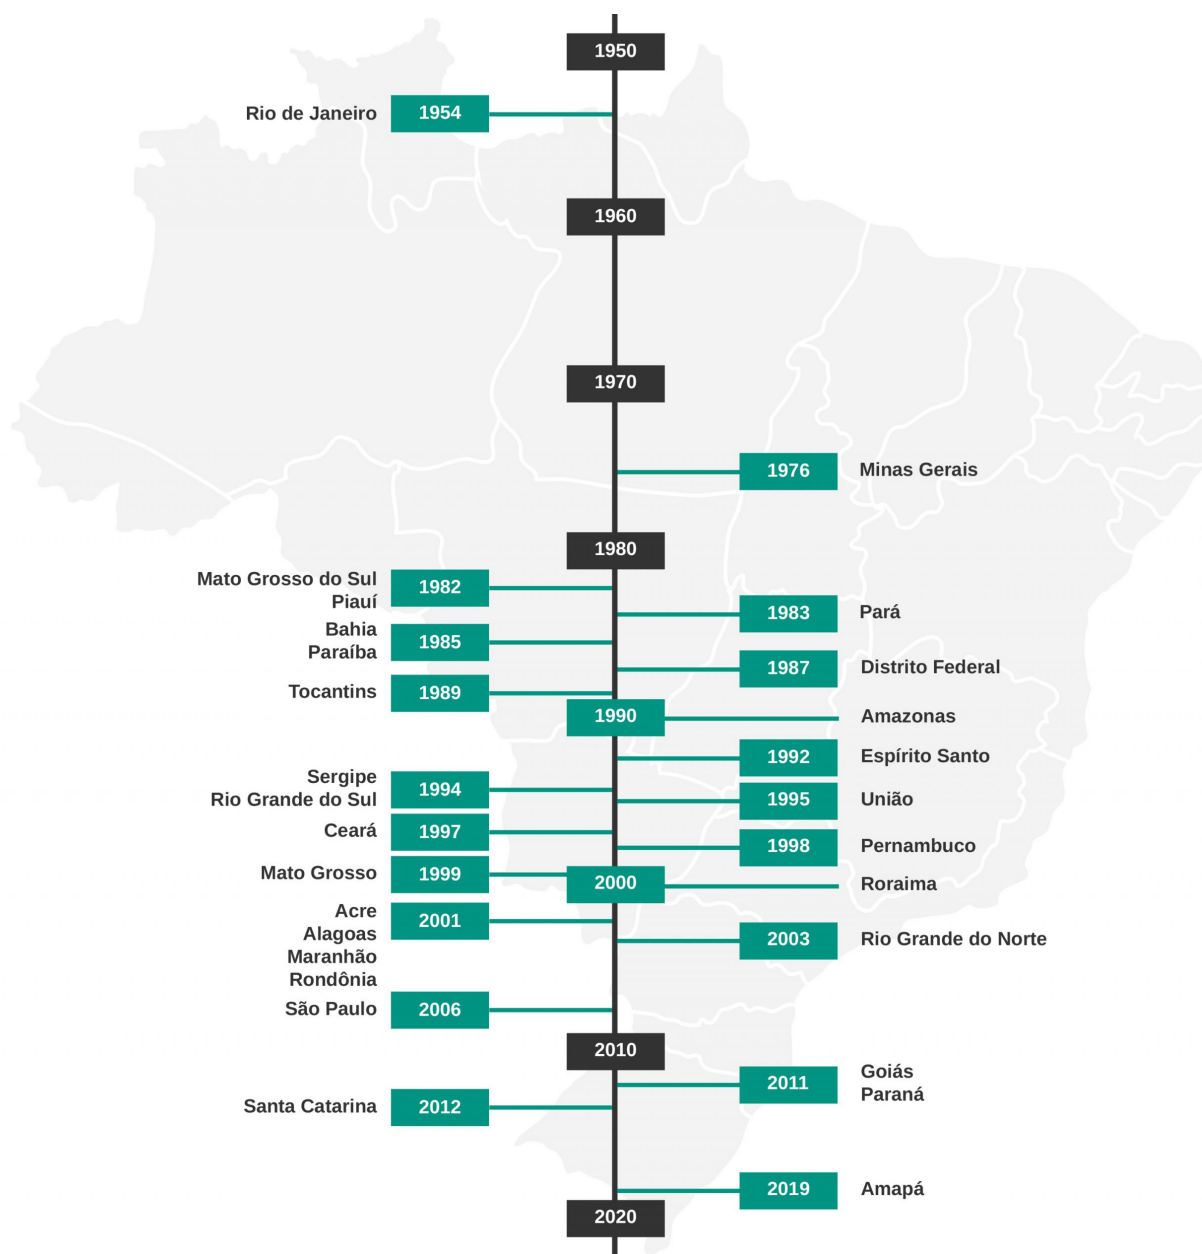 1950
Rio de Janeiro 1954
1960
1970
1976 Minas Gerais
1980
Mato Grosso do Sul
Piauí
1982
1983 Pará
Bahia
Paraíba
1985
1987 Distrito Federal
Tocantins 1989
1990 Amazonas
1992 Espírito Santo
Sergipe
Rio Grande do Sul
1994
1995 União
Ceará 1997
1998 Pernambuco
Mato Grosso 1999
2000 Roraima
Acre
Alagoas
Maranhão
Rondônia
2001
2003 Rio Grande do Norte
São Paulo 2006
2010
2011
Goiás
Paraná
Santa Catarina 2012
2019 Amapá
2020